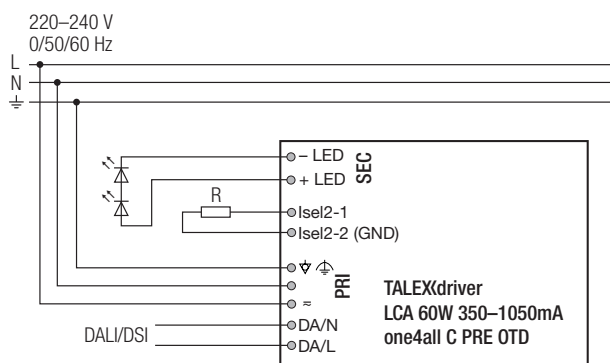 220–240 V
0/50/60 Hz
L
N
– LED
+ LED
SEC
R
Isel2-1
Isel2-2 (GND)
PRI
≂
DALI/DSI
DA/N
DA/L
TALEXdriver
LCA 60W 350–1050mA
one4all C PRE OTD